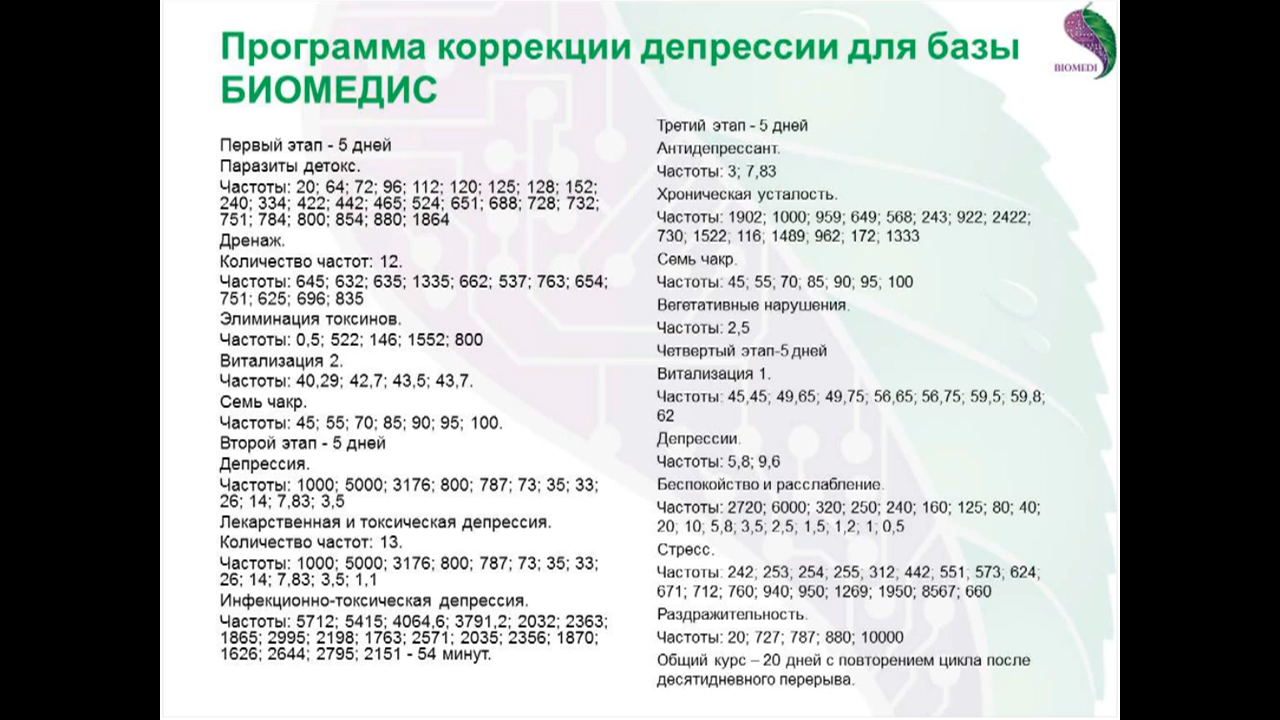 Программа коррекции депрессии для базы
БИОМЕДИС
BIOMEDI
Первый этап - 5 дней
Паразиты детокс.
Частоты: 20; 64; 72; 96; 112; 120; 125; 128; 152;
240; 334; 422; 442; 465; 524; 651; 688; 728; 732;
751; 784; 800; 854; 880; 1864
Дренаж.
Количество частот: 12.
Частоты: 645; 632; 635; 1335; 662; 537; 763; 654;
751; 625; 696; 835
Элиминация токсинов.
Частоты: 0,5; 522; 146; 1552; 800
Витализация 2.
Частоты: 40,29; 42,7; 43,5; 43,7.
Семь чакр.
Частоты: 45; 55; 70; 85; 90; 95; 100.
Второй этап - 5 дней
Депрессия.
Частоты: 1000; 5000; 3176; 800; 787; 73; 35; 33;
26; 14; 7,83; 3,5
Лекарственная и токсическая депрессия.
Количество частот: 13.
Частоты: 1000; 5000; 3176; 800; 787; 73; 35; 33;
26; 14; 7,83; 3,5; 1,1
Инфекционно-токсическая депрессия.
Частоты: 5712; 5415; 4064,6; 3791,2; 2032; 2363;
1865; 2995; 2198; 1763; 2571; 2035; 2356; 1870;
1626; 2644; 2795; 2151 - 54 минут.
Третий этап - 5 дней
Антидепрессант.
Частоты: 3; 7,83
Хроническая усталость.
Частоты: 1902; 1000; 959; 649; 568; 243; 922; 2422;
730; 1522; 116; 1489; 962; 172; 1333
Семь чакр.
Частоты: 45; 55; 70; 85; 90; 95; 100
Вегетативные нарушения.
Частоты: 2,5
Четвертый этап-5 дней
Витализация 1.
Частоты: 45,45; 49,65; 49,75; 56,65; 56,75; 59,5; 59,8;
62
Депрессии.
Частоты: 5,8; 9,6
Беспокойство и расслабление.
Частоты: 2720; 6000; 320; 250; 240; 160; 125; 80; 40;
20; 10; 5,8; 3,5; 2,5; 1,5; 1,2; 1; 0,5
Стресс.
Частоты: 242; 253; 254; 255; 312; 442; 551; 573; 624;
671; 712; 760; 940; 950; 1269; 1950; 8567; 660
Раздражительность.
Частоты: 20; 727; 787; 880; 10000
Общий курс – 20 дней с повторением цикла после
десятидневного перерыва.